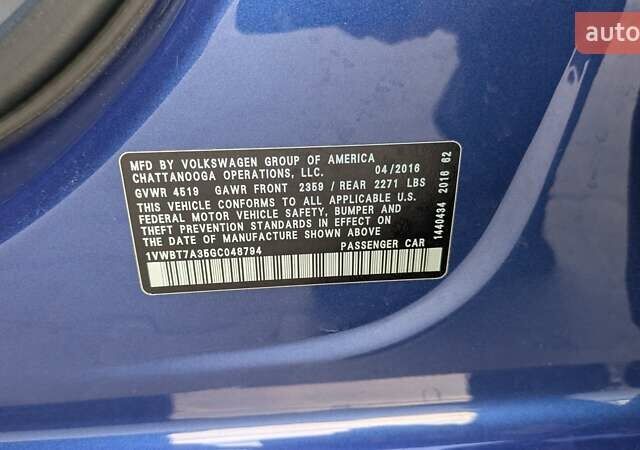 auto
MFD BY VOLKSWAGEN GROUP OF AMERICA
CHATTANOOGA OPERATIONS, LLC. 04/2016
GVWR 4519 GAWR FRONT 2359 / REAR 2271 LBS
THIS VEHICLE CONFORMS TO ALL APPLICABLE U.S.
FEDERAL MOTOR VEHICLE SAFETY, BUMPER AND
THEFT PREVENTION STANDARDS IN EFFECT ON
THE DATE OF MANUFACTURE SHOWN ABOVE
1VWBT7A35GC048794 PASSENGER CAR
1440434 2016 62